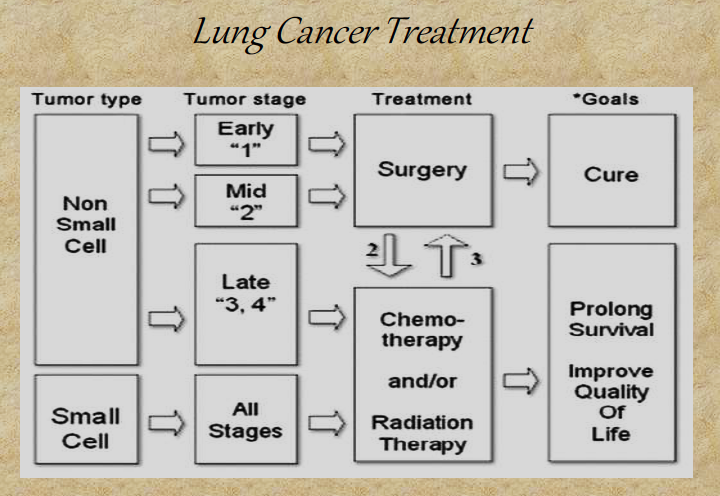 Lung Cancer Treatment
Tumor type
Tumor stage
Treatment
*Goals
Non
Small
Cell
Early
“1”
Mid
“2”
Late
“3, 4”
Surgery
Cure
2
3
Chemo-
therapy
and/or
Radiation
Therapy
Prolong
Survival
Improve
Quality
Of
Life
Small
Cell
All
Stages